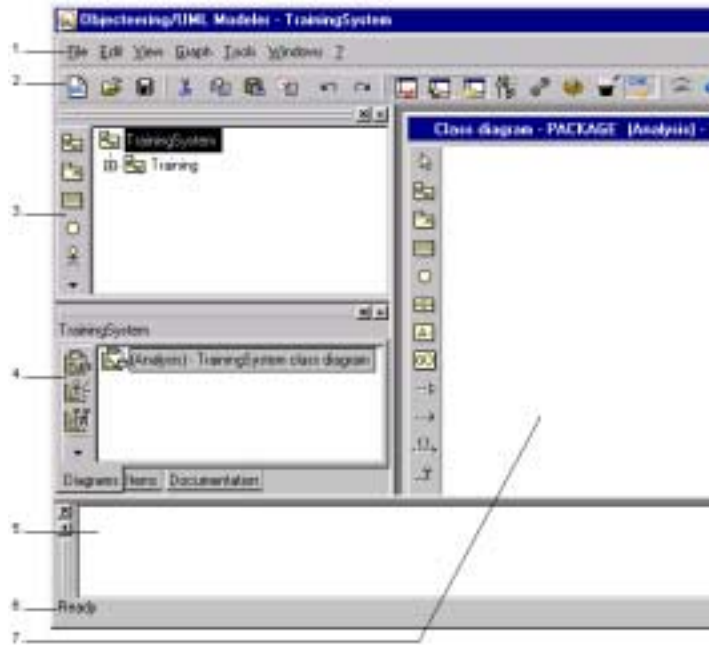 Objecteering/UML Modeler - TrainingSystem
1
File Edit View Graph Tools Windows ?
2
Class diagram - PACKAGE (Analysis) -
TrainingSystem
Training
3
TrainingSystem
4
(Analysis) - TrainingSystem class diagram
Diagrams Items Documentation
5
6
Ready
7